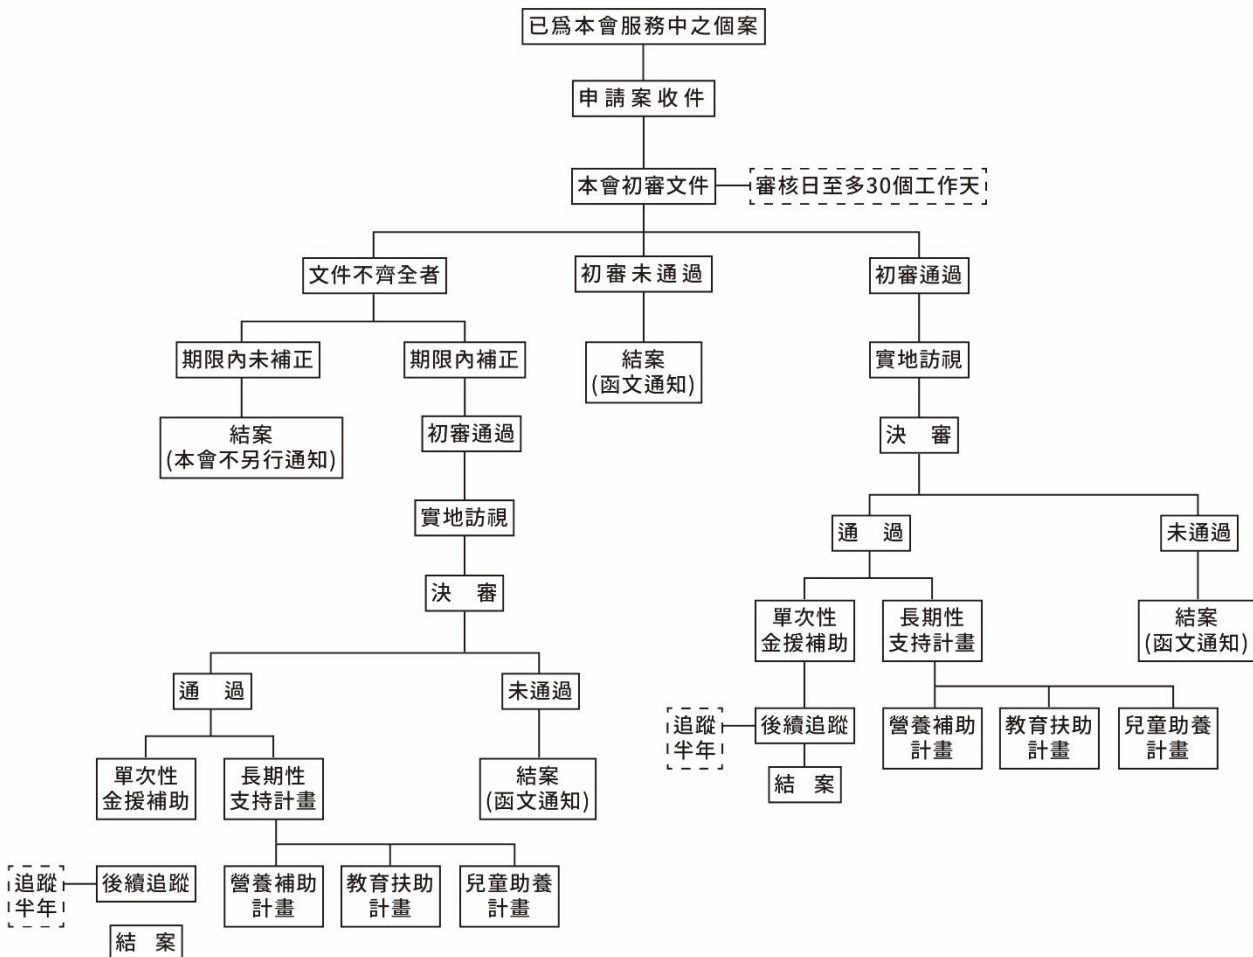 已爲本會服務中之個案
申請案收件
本會初審文件
審核日至多30個工作天
文件不齊全者
初審未通過
初審通過
期限內未補正
期限內補正
結案
(函文通知)
實地訪視
結案
(本會不另行通知)
初審通過
決 審
實地訪視
通 過
未通過
決 審
單次性
金援補助
長期性
支持計畫
結案
(函文通知)
通 過
未通過
追蹤
半年
後續追蹤
營養補助
計畫
教育扶助
計畫
兒童助養
計畫
結 案
單次性
金援補助
長期性
支持計畫
結案
(函文通知)
追蹤
半年
後續追蹤
營養補助
計畫
教育扶助
計畫
兒童助養
計畫
結 案